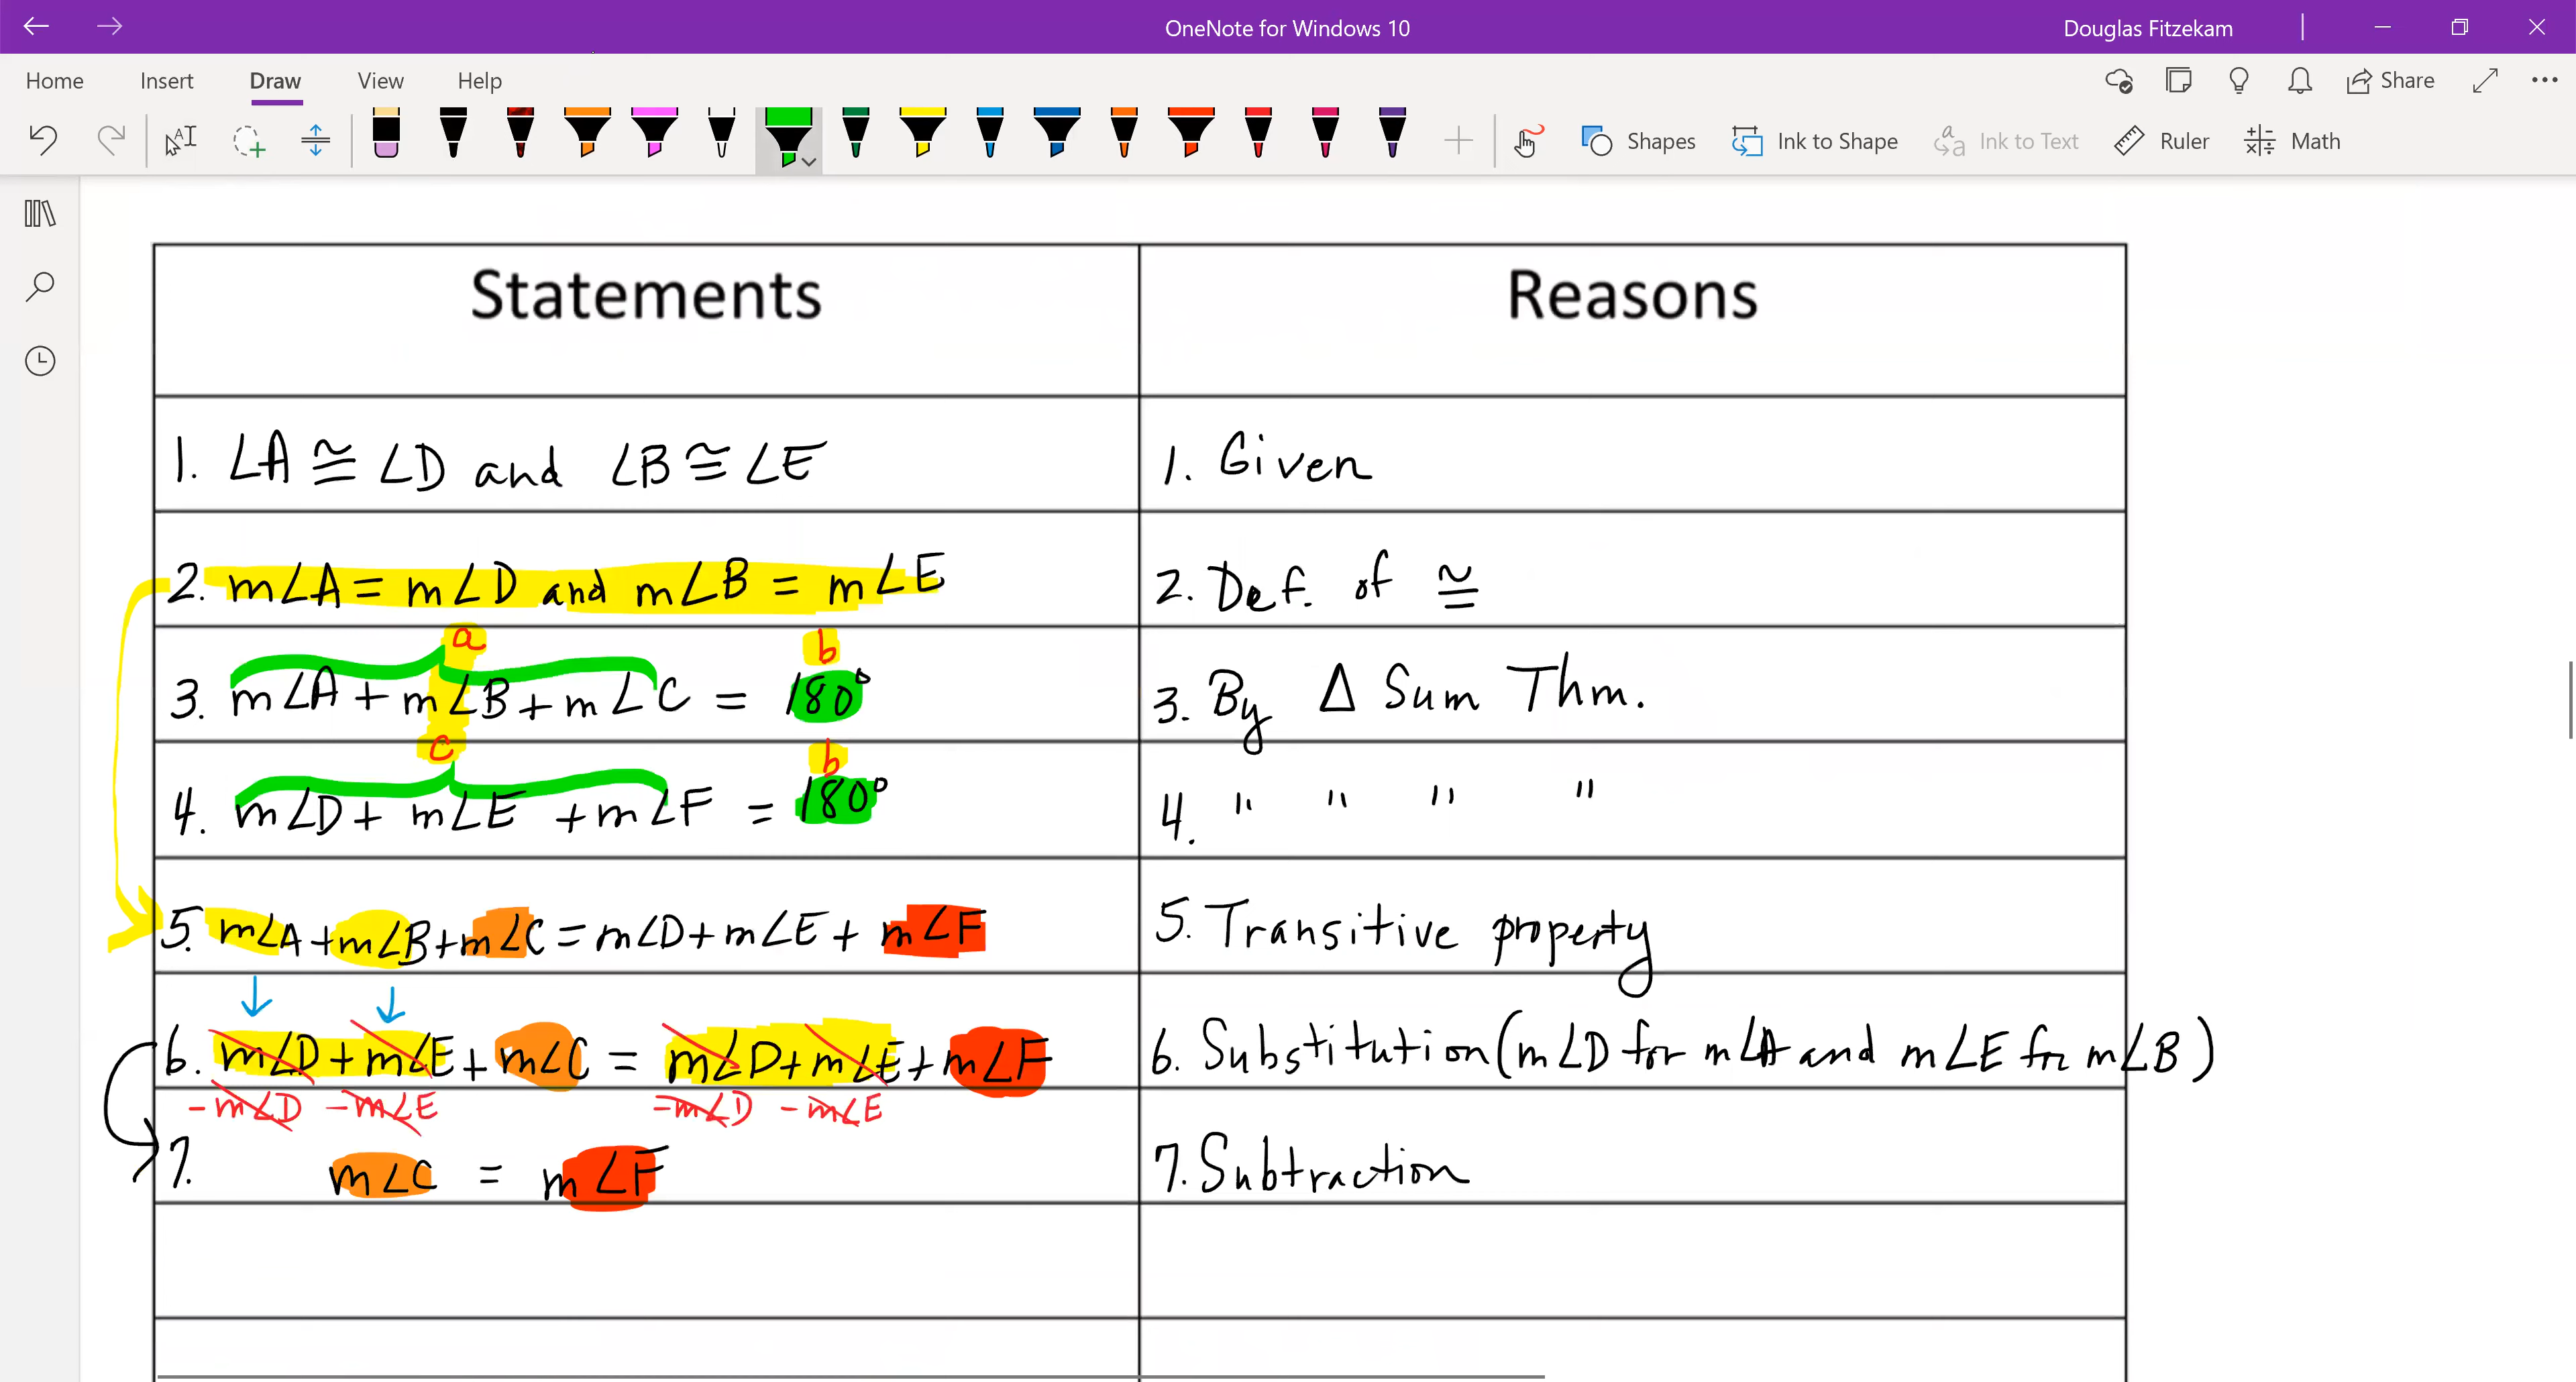 OneNote for Windows 10
Douglas Fitzekam
Home Insert Draw View Help
Share
Shapes Ink to Shape Ink to Text Ruler Math
Statements
Reasons
1. ∠A ≅ ∠D and ∠B ≅ ∠E
1. Given
2. m∠A = m∠D and m∠B = m∠E
2. Def. of ≅
a b
3. m∠A + m∠B + m∠C = 180°
3. By Δ Sum Thm.
c b
4. m∠D + m∠E + m∠F = 180°
4. " " " "
5. m∠A + m∠B + m∠C = m∠D + m∠E + m∠F
5. Transitive property
6. m∠D + m∠E + m∠C = m∠D + m∠E + m∠F
6. Substitution (m∠D for m∠A and m∠E for m∠B)
-m∠D -m∠E -m∠D -m∠E
7. m∠C = m∠F
7. Subtraction